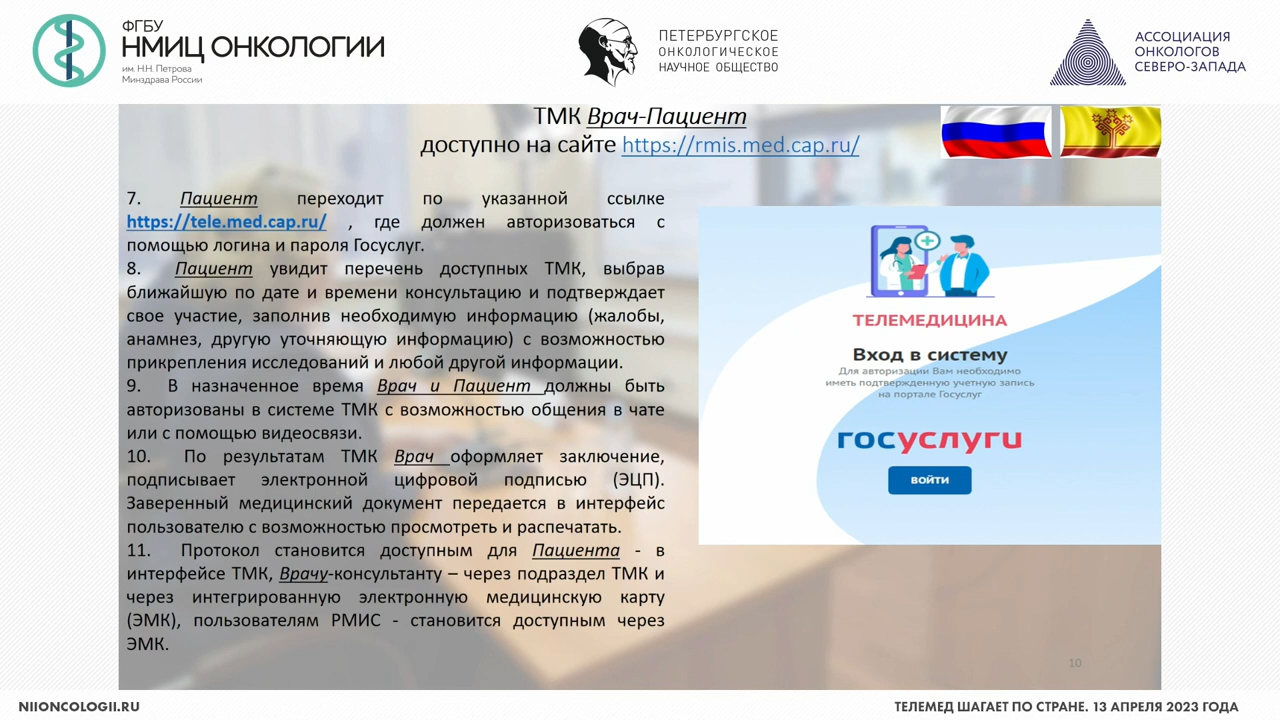 ФГБУ
НМИЦ ОНКОЛОГИИ
им. Н.Н. Петрова
Минздрава России
ПЕТЕРБУРГСКОЕ
ОНКОЛОГИЧЕСКОЕ
НАУЧНОЕ ОБЩЕСТВО
АССОЦИАЦИЯ
ОНКОЛОГОВ
СЕВЕРО-ЗАПАДА
ТМК Врач-Пациент
доступно на сайте https://rmis.med.cap.ru/
7. Пациент переходит по указанной ссылке
https://tele.med.cap.ru/ , где должен авторизоваться с
помощью логина и пароля Госуслуг.
8. Пациент увидит перечень доступных ТМК, выбрав
ближайшую по дате и времени консультацию и подтверждает
свое участие, заполнив необходимую информацию (жалобы,
анамнез, другую уточняющую информацию) с возможностью
прикрепления исследований и любой другой информации.
9. В назначенное время Врач и Пациент должны быть
авторизованы в системе ТМК с возможностью общения в чате
или с помощью видеосвязи.
10. По результатам ТМК Врач оформляет заключение,
подписывает электронной цифровой подписью (ЭЦП).
Заверенный медицинский документ передается в интерфейс
пользователю с возможностью просмотреть и распечатать.
11. Протокол становится доступным для Пациента - в
интерфейсе ТМК, Врачу-консультанту – через подраздел ТМК и
через интегрированную электронную медицинскую карту
(ЭМК), пользователям РМИС - становится доступным через
ЭМК.
ТЕЛЕМЕДИЦИНА
Вход в систему
Для авторизации Вам необходимо
иметь подтвержденную учетную запись
на портале Госуслуг
госуслуги
ВОЙТИ
10
NIIONCOLOGII.RU
ТЕЛЕМЕД ШАГАЕТ ПО СТРАНЕ. 13 АПРЕЛЯ 2023 ГОДА